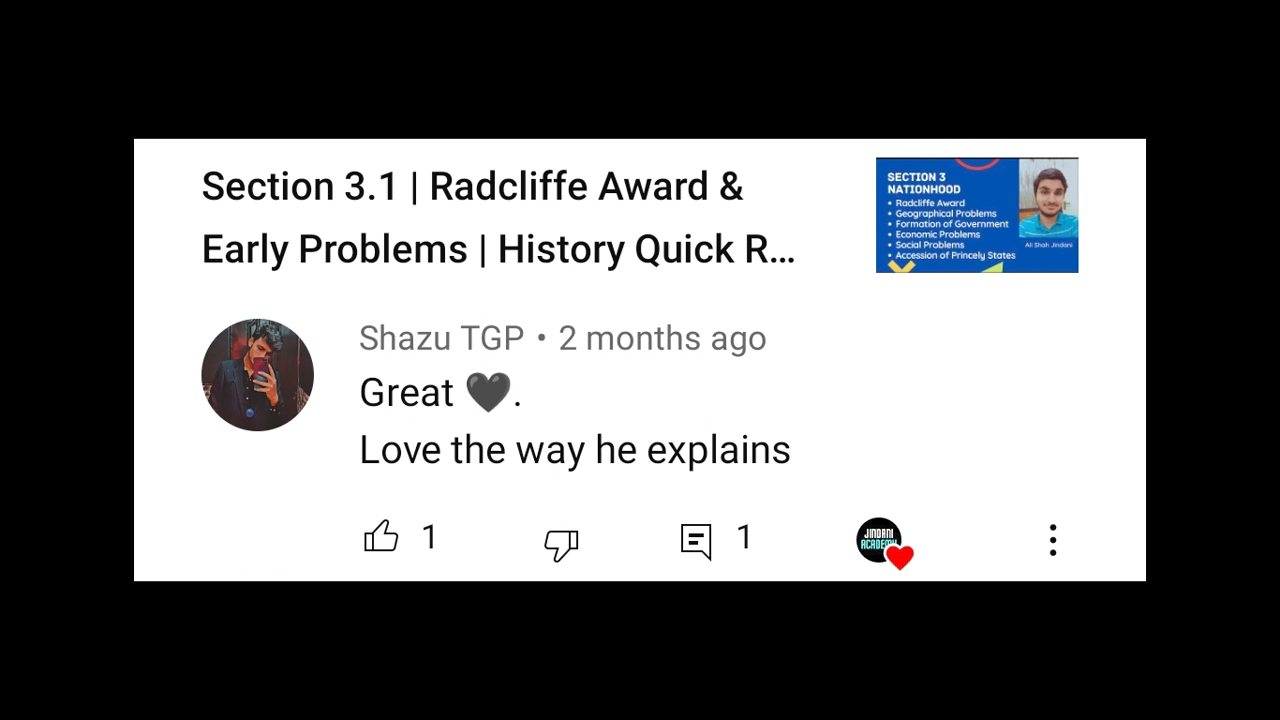 Section 3.1 | Radcliffe Award &
Early Problems | History Quick R...
SECTION 3
NATIONHOOD
• Radcliffe Award
• Geographical Problems
• Formation of Government
• Economic Problems
• Social Problems
• Accession of Princely States
Ali Shah Jindani
Shazu TGP • 2 months ago
Great 🖤.
Love the way he explains
1
1
JINDANI
ACADEMY